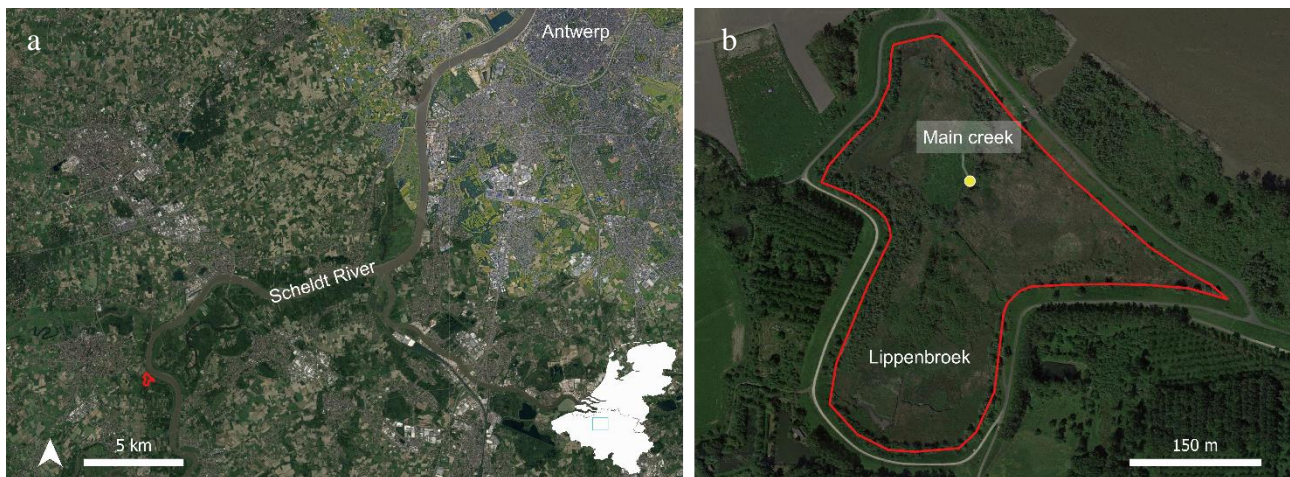 a
Antwerp
Scheldt River
5 km
b
Main creek
Lippenbroek
150 m